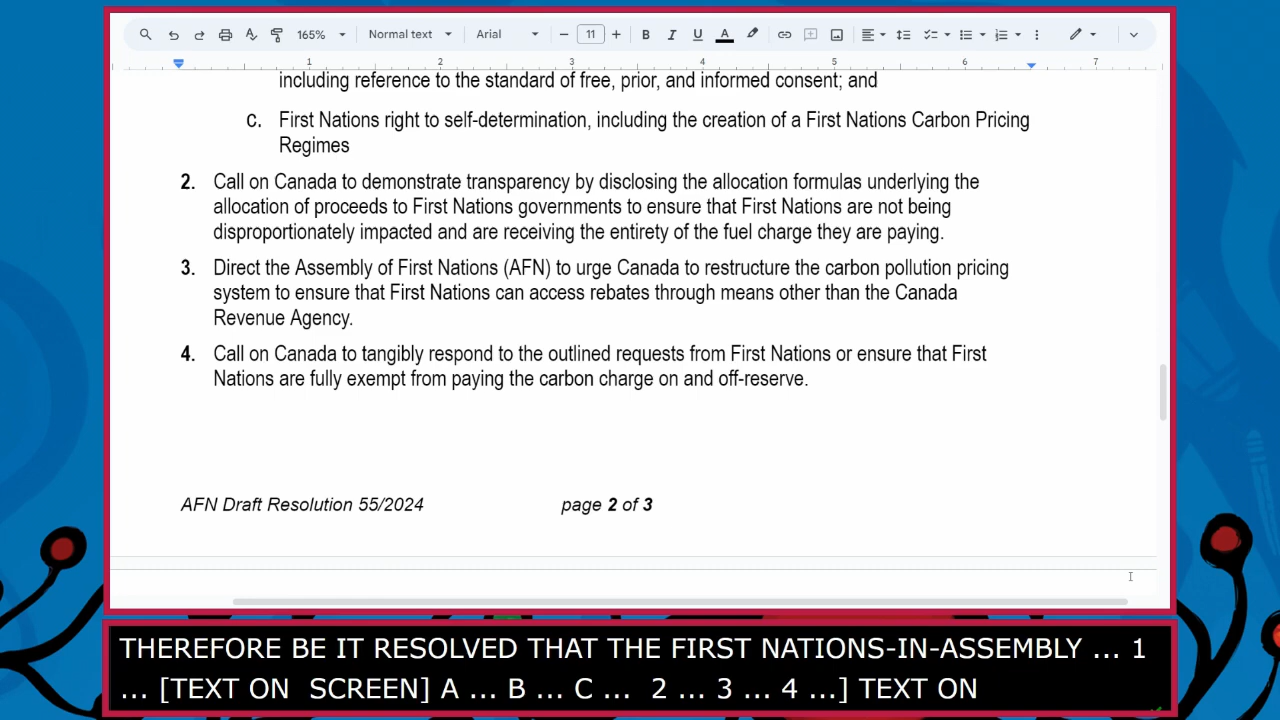 165% Normal text Arial 11 B I U A
1 2 3 4 5 6 7
including reference to the standard of free, prior, and informed consent; and
c. First Nations right to self-determination, including the creation of a First Nations Carbon Pricing
Regimes
2. Call on Canada to demonstrate transparency by disclosing the allocation formulas underlying the
allocation of proceeds to First Nations governments to ensure that First Nations are not being
disproportionately impacted and are receiving the entirety of the fuel charge they are paying.
3. Direct the Assembly of First Nations (AFN) to urge Canada to restructure the carbon pollution pricing
system to ensure that First Nations can access rebates through means other than the Canada
Revenue Agency.
4. Call on Canada to tangibly respond to the outlined requests from First Nations or ensure that First
Nations are fully exempt from paying the carbon charge on and off-reserve.
AFN Draft Resolution 55/2024 page 2 of 3
THEREFORE BE IT RESOLVED THAT THE FIRST NATIONS-IN-ASSEMBLY ... 1
... [TEXT ON SCREEN] A ... B ... C ... 2 ... 3 ... 4 ...] TEXT ON